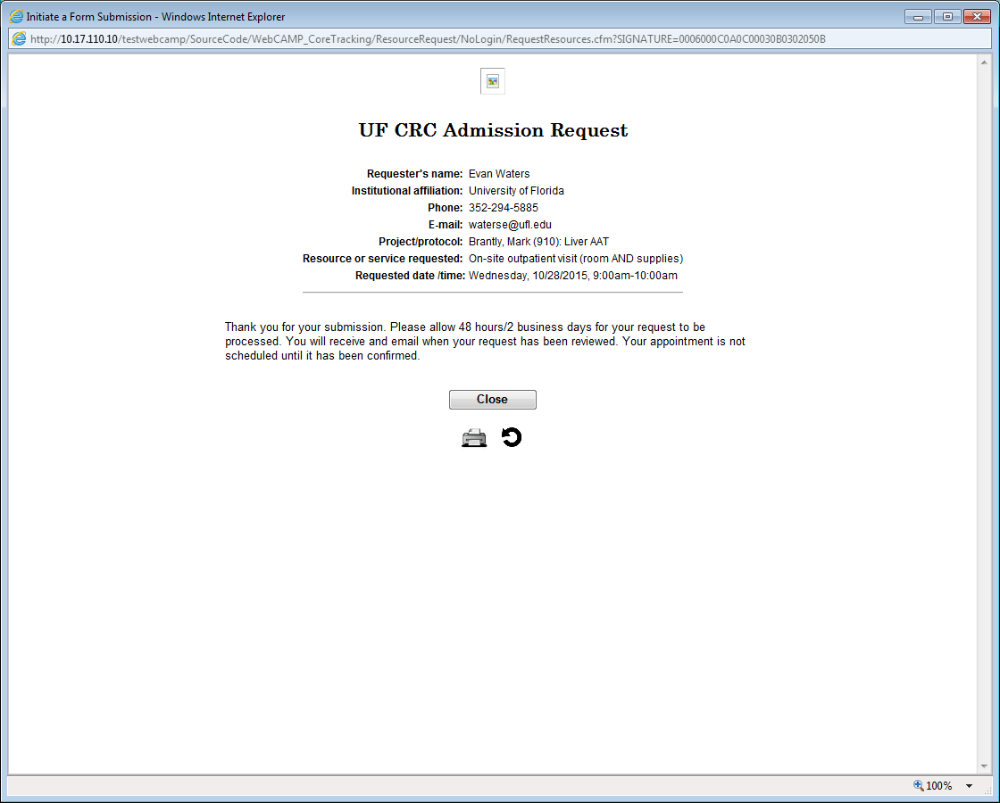 Initiate a Form Submission - Windows Internet Explorer
http://10.17.110.10/testwebcamp/SourceCode/WebCAMP_CoreTracking/ResourceRequest/NoLogin/RequestResources.cfm?SIGNATURE=0006000C0A0C00030B0302050B
UF CRC Admission Request
Requester's name: Evan Waters
Institutional affiliation: University of Florida
Phone: 352-294-5885
E-mail: waterse@ufl.edu
Project/protocol: Brantly, Mark (910): Liver AAT
Resource or service requested: On-site outpatient visit (room AND supplies)
Requested date /time: Wednesday, 10/28/2015, 9:00am-10:00am
Thank you for your submission. Please allow 48 hours/2 business days for your request to be
processed. You will receive and email when your request has been reviewed. Your appointment is not
scheduled until it has been confirmed.
Close
100%